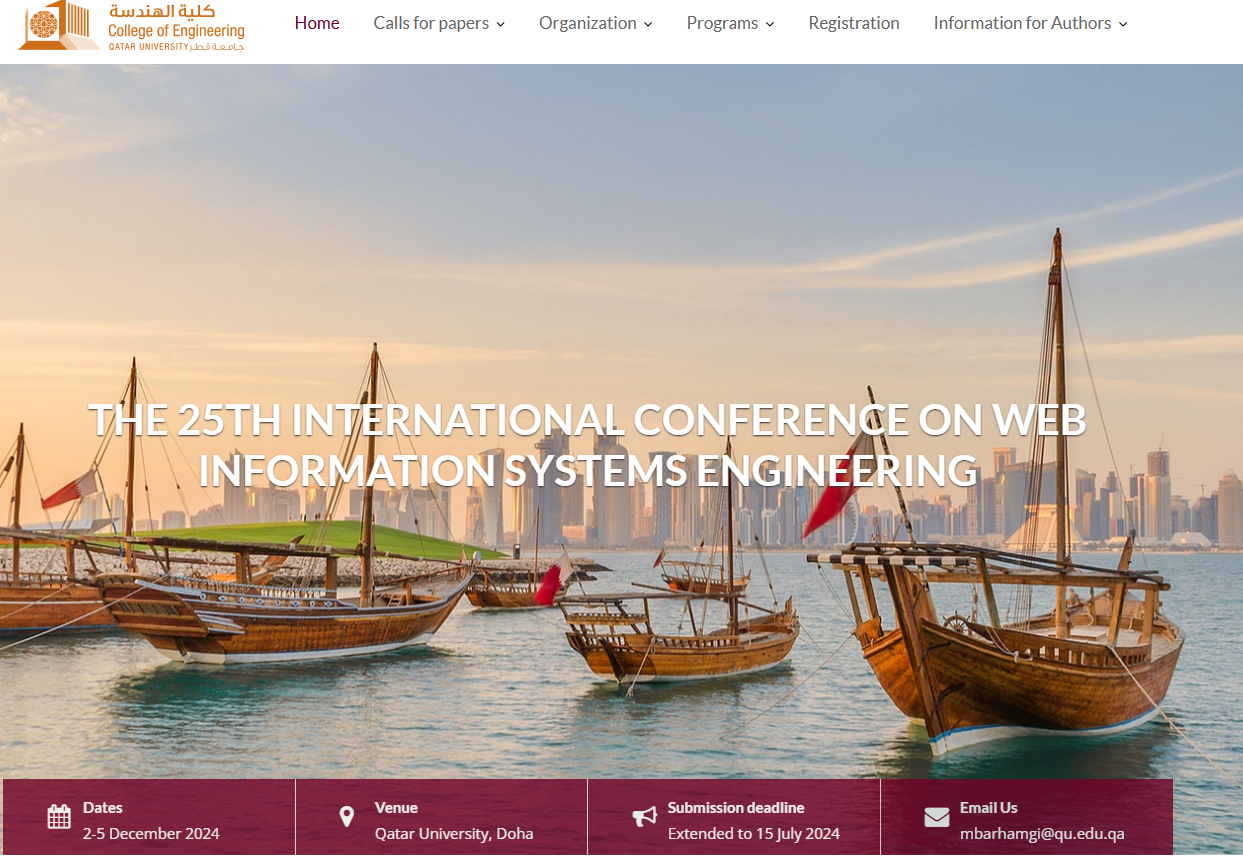 كلية الهندسة
College of Engineering
QATAR UNIVERSITY جامعة قطر
Home Calls for papers Organization Programs Registration Information for Authors
THE 25TH INTERNATIONAL CONFERENCE ON WEB
INFORMATION SYSTEMS ENGINEERING
Dates
2-5 December 2024
Venue
Qatar University, Doha
Submission deadline
Extended to 15 July 2024
Email Us
mbarhamgi@qu.edu.qa